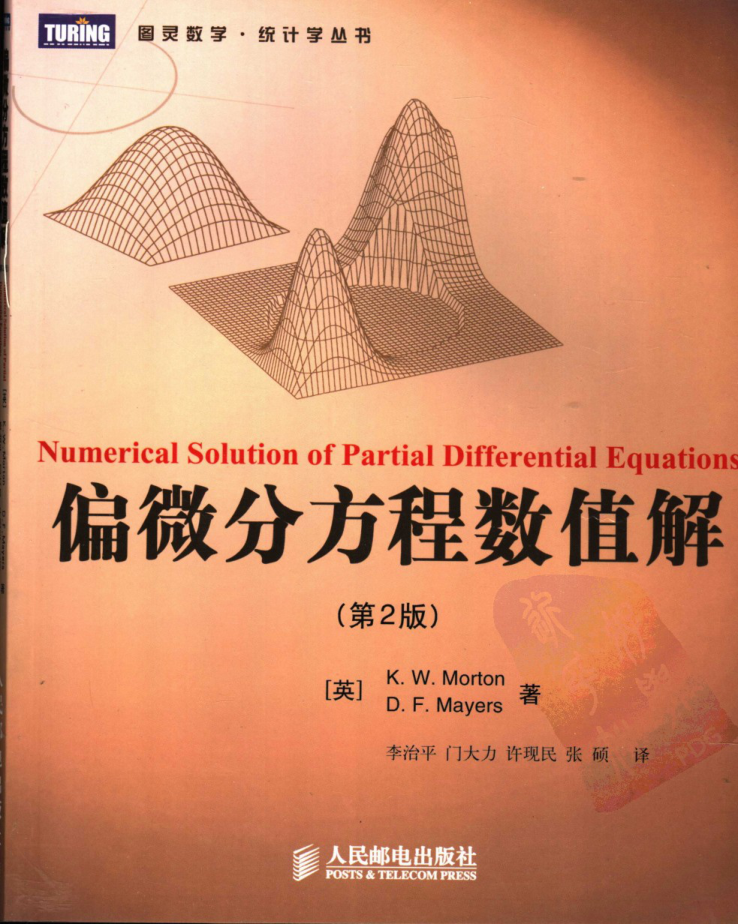 TURING
图灵数学·统计学丛书
Numerical Solution of Partial Differential Equations
偏微分方程数值解
(第2版)
[英] K. W. Morton
D. F. Mayers 著
李治平 门大力 许现民 张硕 译
PDG
人民邮电出版社
POSTS & TELECOM PRESS